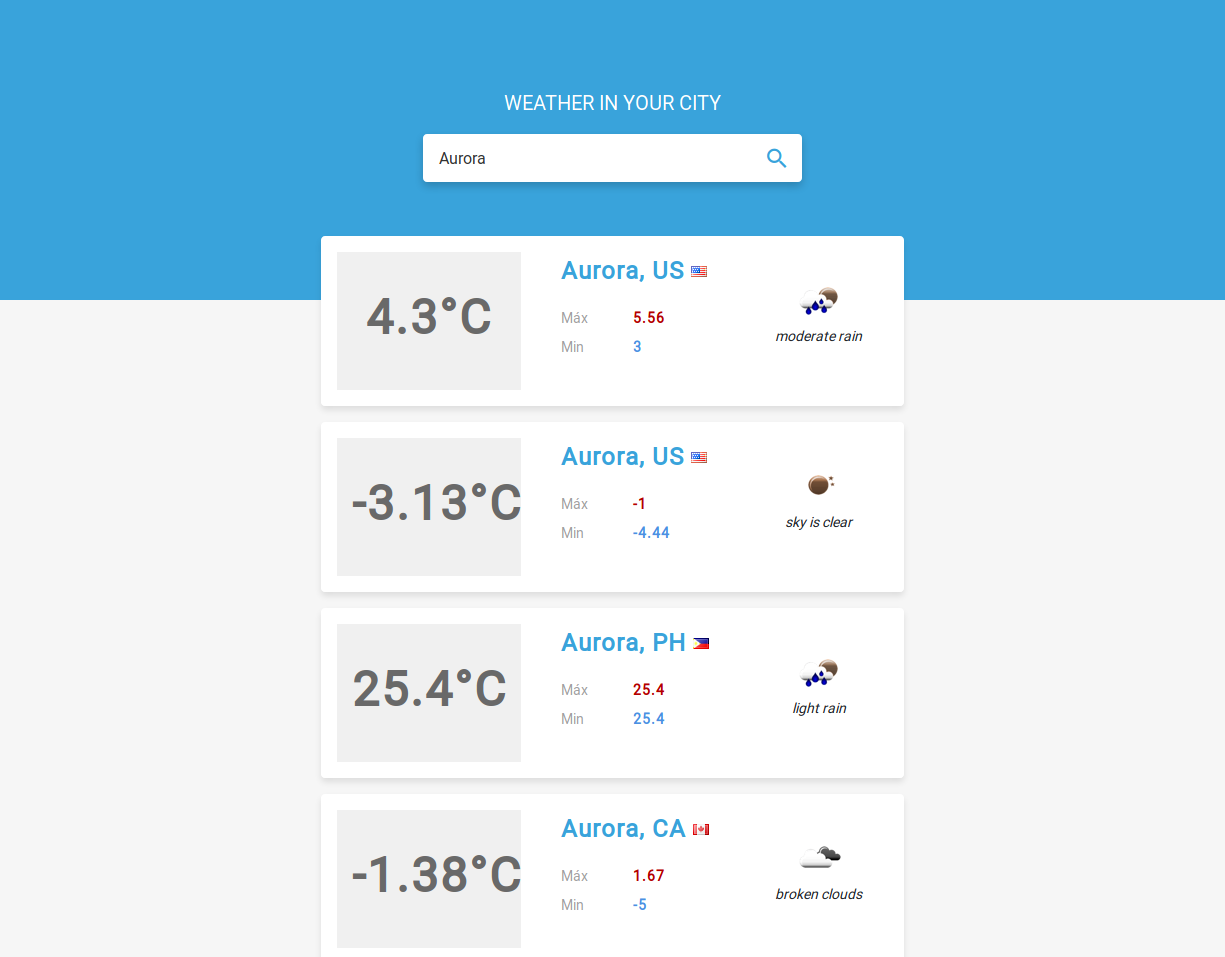 WEATHER IN YOUR CITY
Aurora
4.3°C
Aurora, US
Máx 5.56
Min 3
moderate rain
-3.13°C
Aurora, US
Máx -1
Min -4.44
sky is clear
25.4°C
Aurora, PH
Máx 25.4
Min 25.4
light rain
-1.38°C
Aurora, CA
Máx 1.67
Min -5
broken clouds